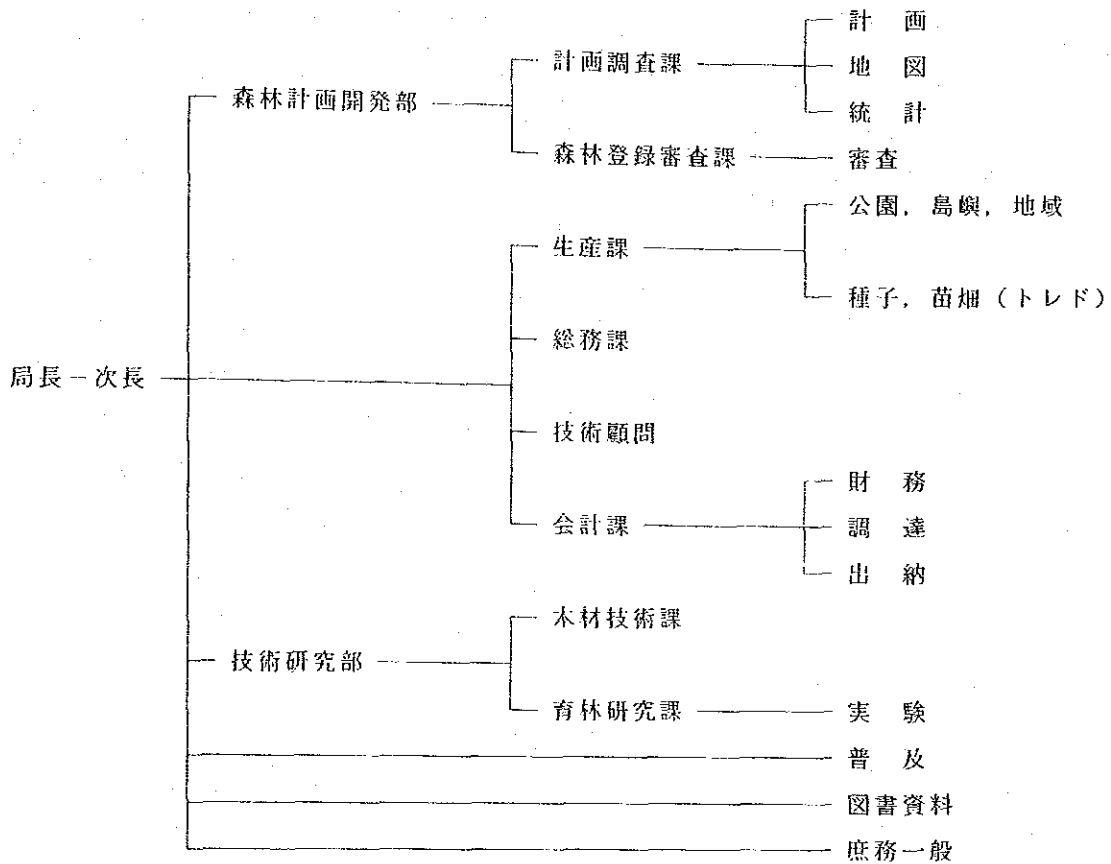 計　画
計画調査課
地　図
森林計画開発部
統　計
森林登録審査課
審査
公園，島嶼，地域
生産課
種子，苗畑（トレド）
総務課
局長－次長
技術顧問
財　務
会計課
調　達
出　納
木材技術課
技術研究部
育林研究課
実　験
普　及
図書資料
庶務一般